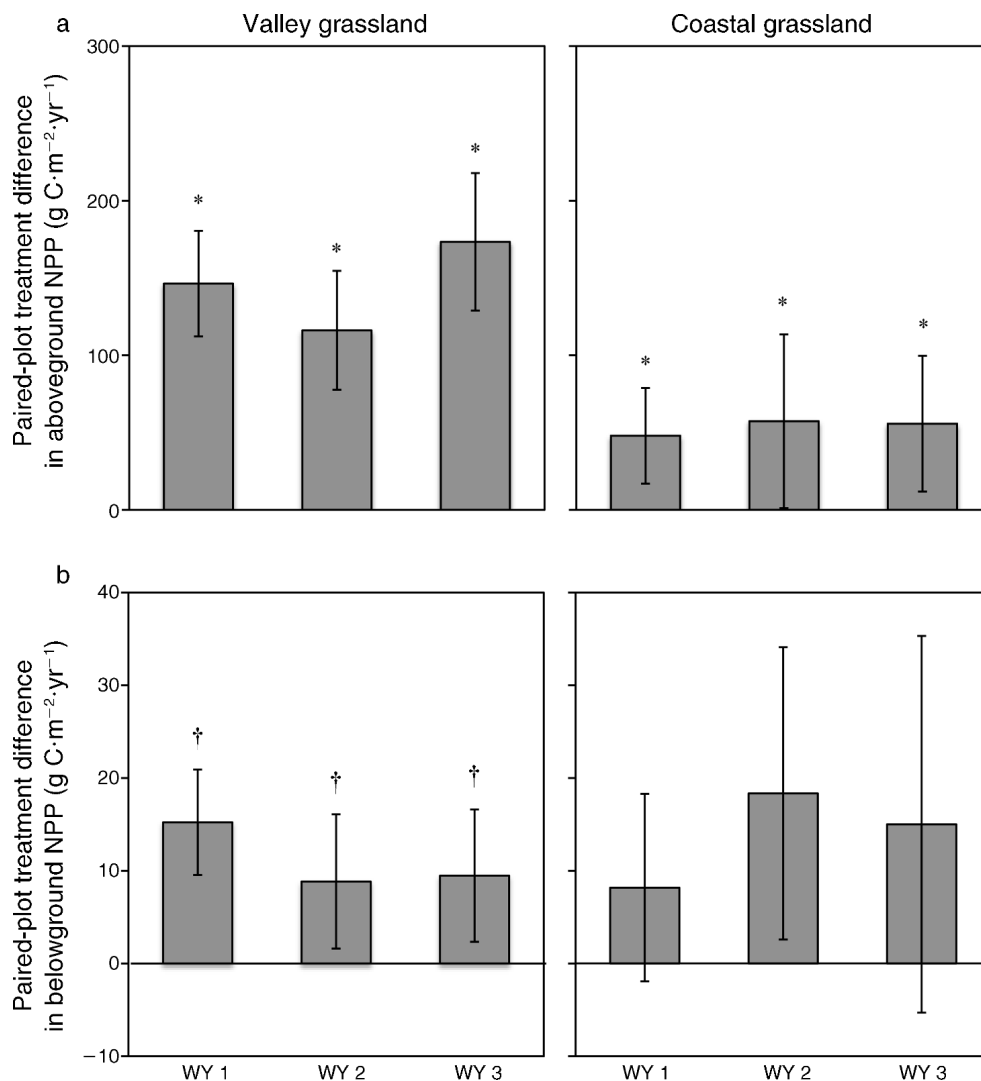 a
Valley grassland
Coastal grassland
Paired-plot treatment difference
in aboveground NPP (g C·m⁻²·yr⁻¹)
300
200
100
0
*
*
*
*
*
*
b
Paired-plot treatment difference
in belowground NPP (g C·m⁻²·yr⁻¹)
40
30
20
10
0
−10
†
†
†
WY 1 WY 2 WY 3
WY 1 WY 2 WY 3